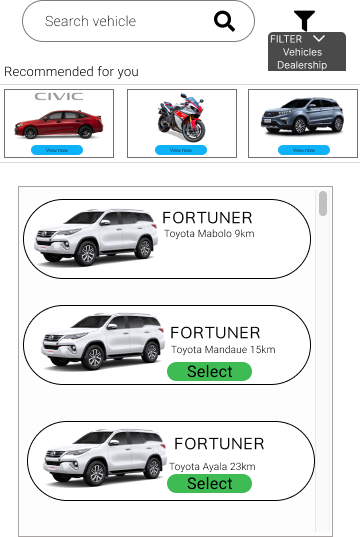 Search vehicle
FILTER
Vehicles
Dealership
Recommended for you
CIVIC
View now
View now
View now
FORTUNER
Toyota Mabolo 9km
FORTUNER
Toyota Mandaue 15km
Select
FORTUNER
Toyota Ayala 23km
Select